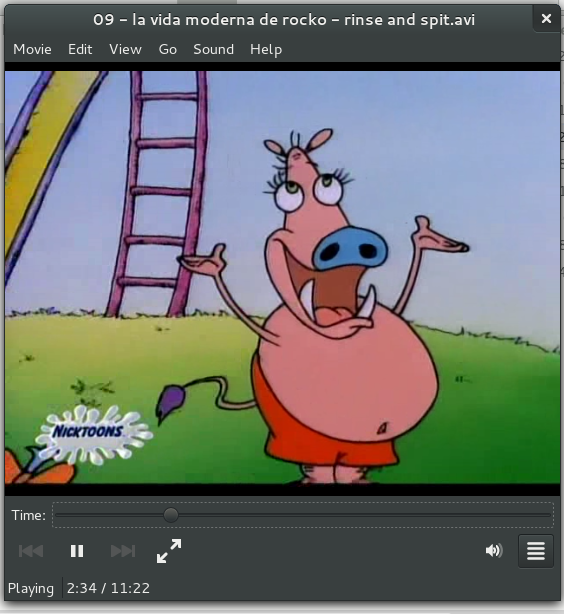 09 – la vida moderna de rocko – rinse and spit.avi
Movie Edit View Go Sound Help
NICKTOONS
Time:
Playing 2:34 / 11:22